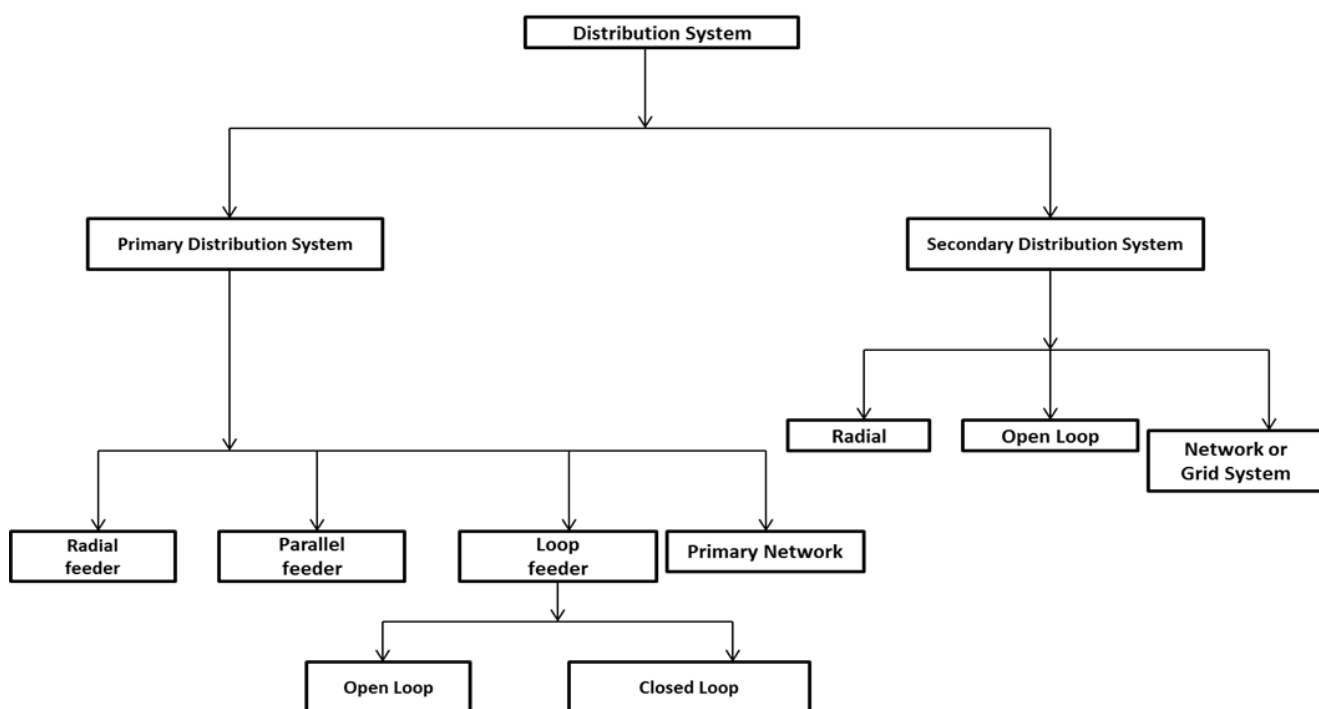 Distribution System
Primary Distribution System
Secondary Distribution System
Radial
Open Loop
Network or
Grid System
Radial
feeder
Parallel
feeder
Loop
feeder
Primary Network
Open Loop
Closed Loop